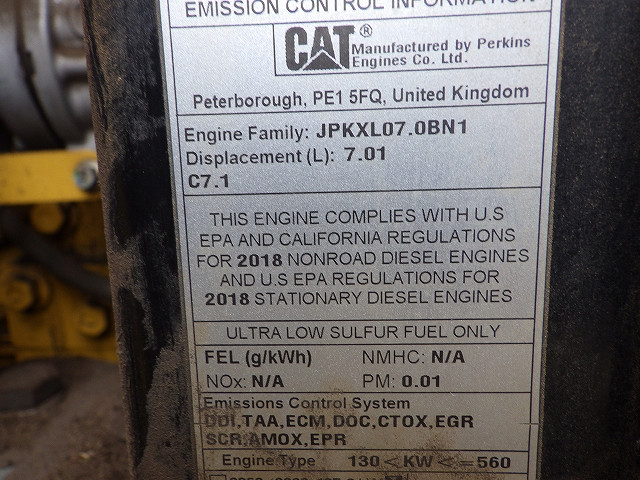 EMISSION CONTROL INFORMATION
CAT® Manufactured by Perkins
Engines Co. Ltd.
Peterborough, PE1 5FQ, United Kingdom
Engine Family: JPKXL07.0BN1
Displacement (L): 7.01
C7.1
THIS ENGINE COMPLIES WITH U.S
EPA AND CALIFORNIA REGULATIONS
FOR 2018 NONROAD DIESEL ENGINES
AND U.S EPA REGULATIONS FOR
2018 STATIONARY DIESEL ENGINES
ULTRA LOW SULFUR FUEL ONLY
FEL (g/kWh) NMHC: N/A
NOx: N/A PM: 0.01
Emissions Control System
DDI,TAA,ECM,DOC,CTOX,EGR
SCR,AMOX,EPR
Engine Type 130 < KW <= 560